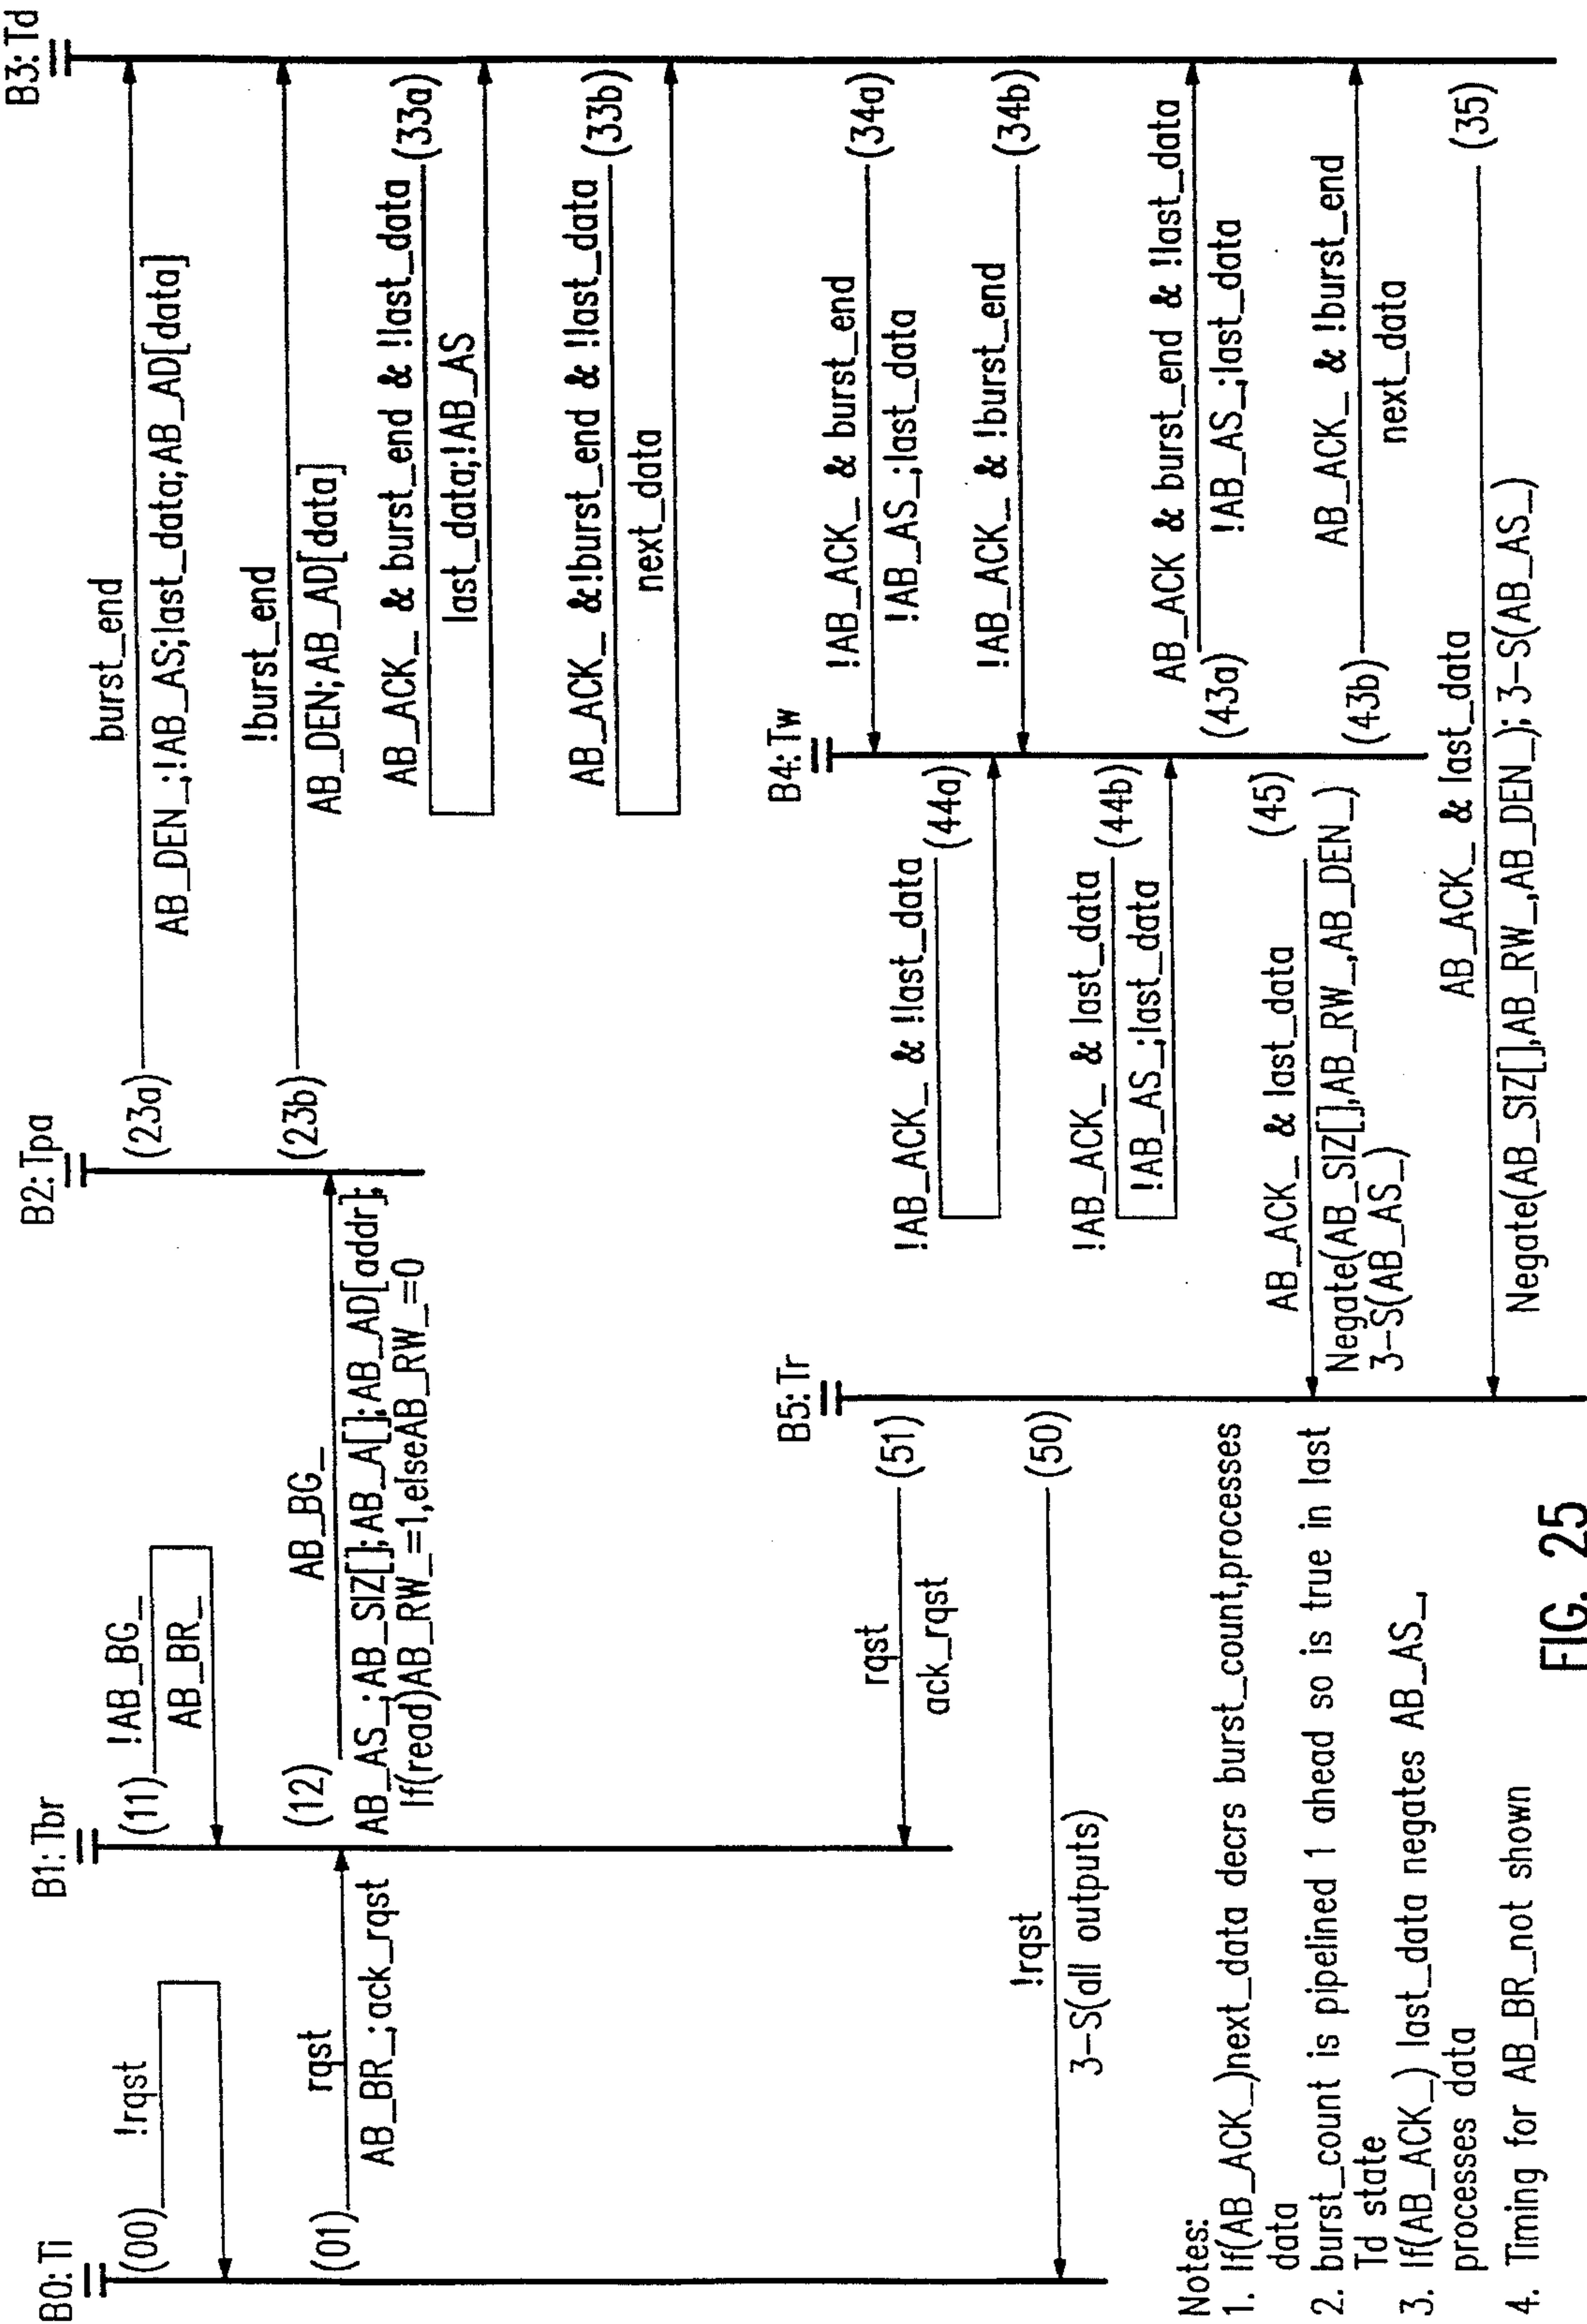 B0: Ti
(00)
!rqst
(01)
rqst
AB_BR_;ack_rqst
B1: Tbr
(11)
!AB_BG_
AB_BR_
(12)
AB_BG_
AB_AS_;AB_SIZ[];AB_A[];AB_AD[addr];
If(read)AB_RW_=1,elseAB_RW_=0
B2: Tpa
(23a)
burst_end
AB_DEN_;!AB_AS;last_data;AB_AD[data]
(23b)
!burst_end
AB_DEN;AB_AD[data]
B3: Td
AB_ACK_ & burst_end & !last_data (33a)
last_data;!AB_AS
AB_ACK_ &!burst_end & !last_data (33b)
next_data
B4: Tw
!AB_ACK_ & burst_end (34a)
!AB_AS_;last_data
!AB_ACK_ & !burst_end (34b)
AB_ACK & burst_end & !last_data
(43a)
!AB_AS_;last_data
AB_ACK_ & !burst_end
(43b)
next_data
!AB_ACK_ & !last_data (44a)
!AB_ACK_ & last_data (44b)
!AB_AS_;last_data
AB_ACK_ & last_data (45)
Negate(AB_SIZ[],AB_RW_,AB_DEN_)
3-S(AB_AS_)
AB_ACK_ & last_data (35)
Negate(AB_SIZ[],AB_RW_,AB_DEN_); 3-S(AB_AS_)
B5: Tr
rqst (51)
ack_rqst
!rqst (50)
3-S(all outputs)
Notes:
1. If(AB_ACK_)next_data decrs burst_count,processes
data
2. burst_count is pipelined 1 ahead so is true in last
Td state
3. If(AB_ACK_) last_data negates AB_AS_,
processes data
4. Timing for AB_BR_not shown
FIG. 25